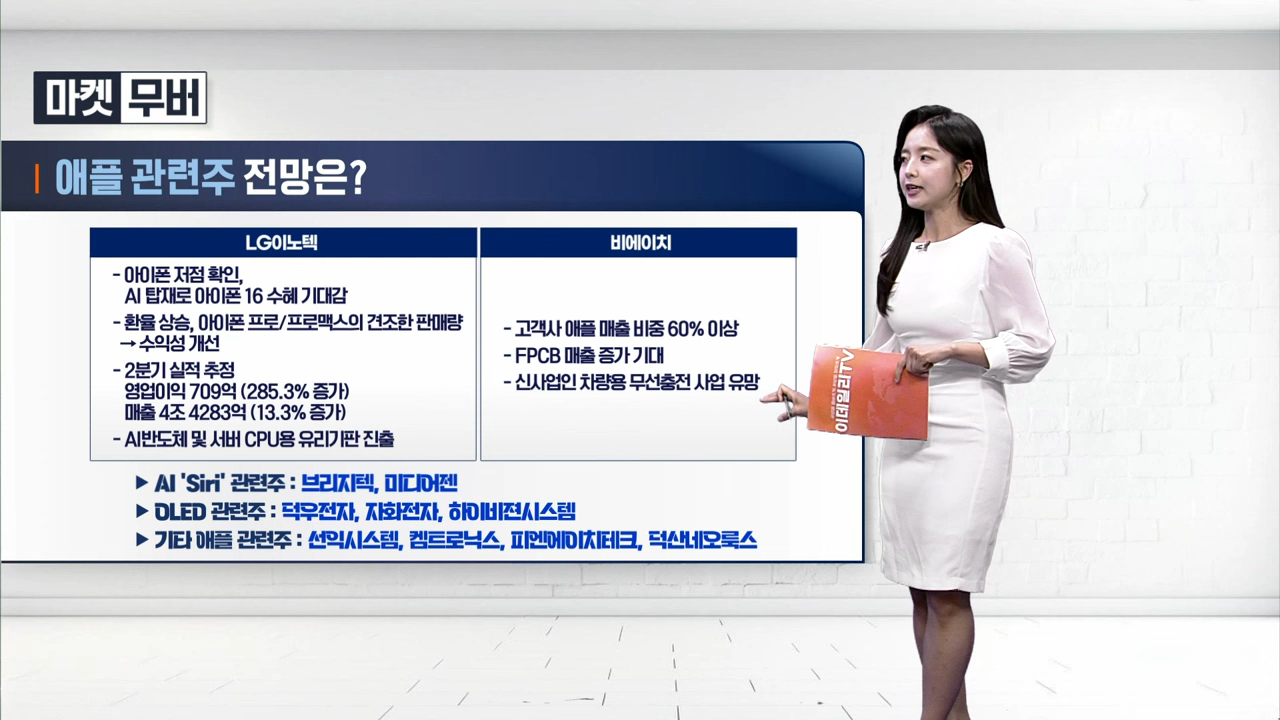 마켓무버
애플 관련주 전망은?
LG이노텍
- 아이폰 저점 확인,
AI 탑재로 아이폰 16 수혜 기대감
- 환율 상승, 아이폰 프로/프로맥스의 견조한 판매량
→ 수익성 개선
- 2분기 실적 추정
영업이익 709억 (285.3% 증가)
매출 4조 4283억 (13.3% 증가)
- AI반도체 및 서버 CPU용 유리기판 진출
비에이치
- 고객사 애플 매출 비중 60% 이상
- FPCB 매출 증가 기대
- 신사업인 차량용 무선충전 사업 유망
▶ AI 'Siri' 관련주 : 브리지텍, 미디어젠
▶ OLED 관련주 : 덕우전자, 자화전자, 하이비젼시스템
▶ 기타 애플 관련주 : 선익시스템, 켐트로닉스, 피엔에이치테크, 덕산네오룩스
이데일리TV